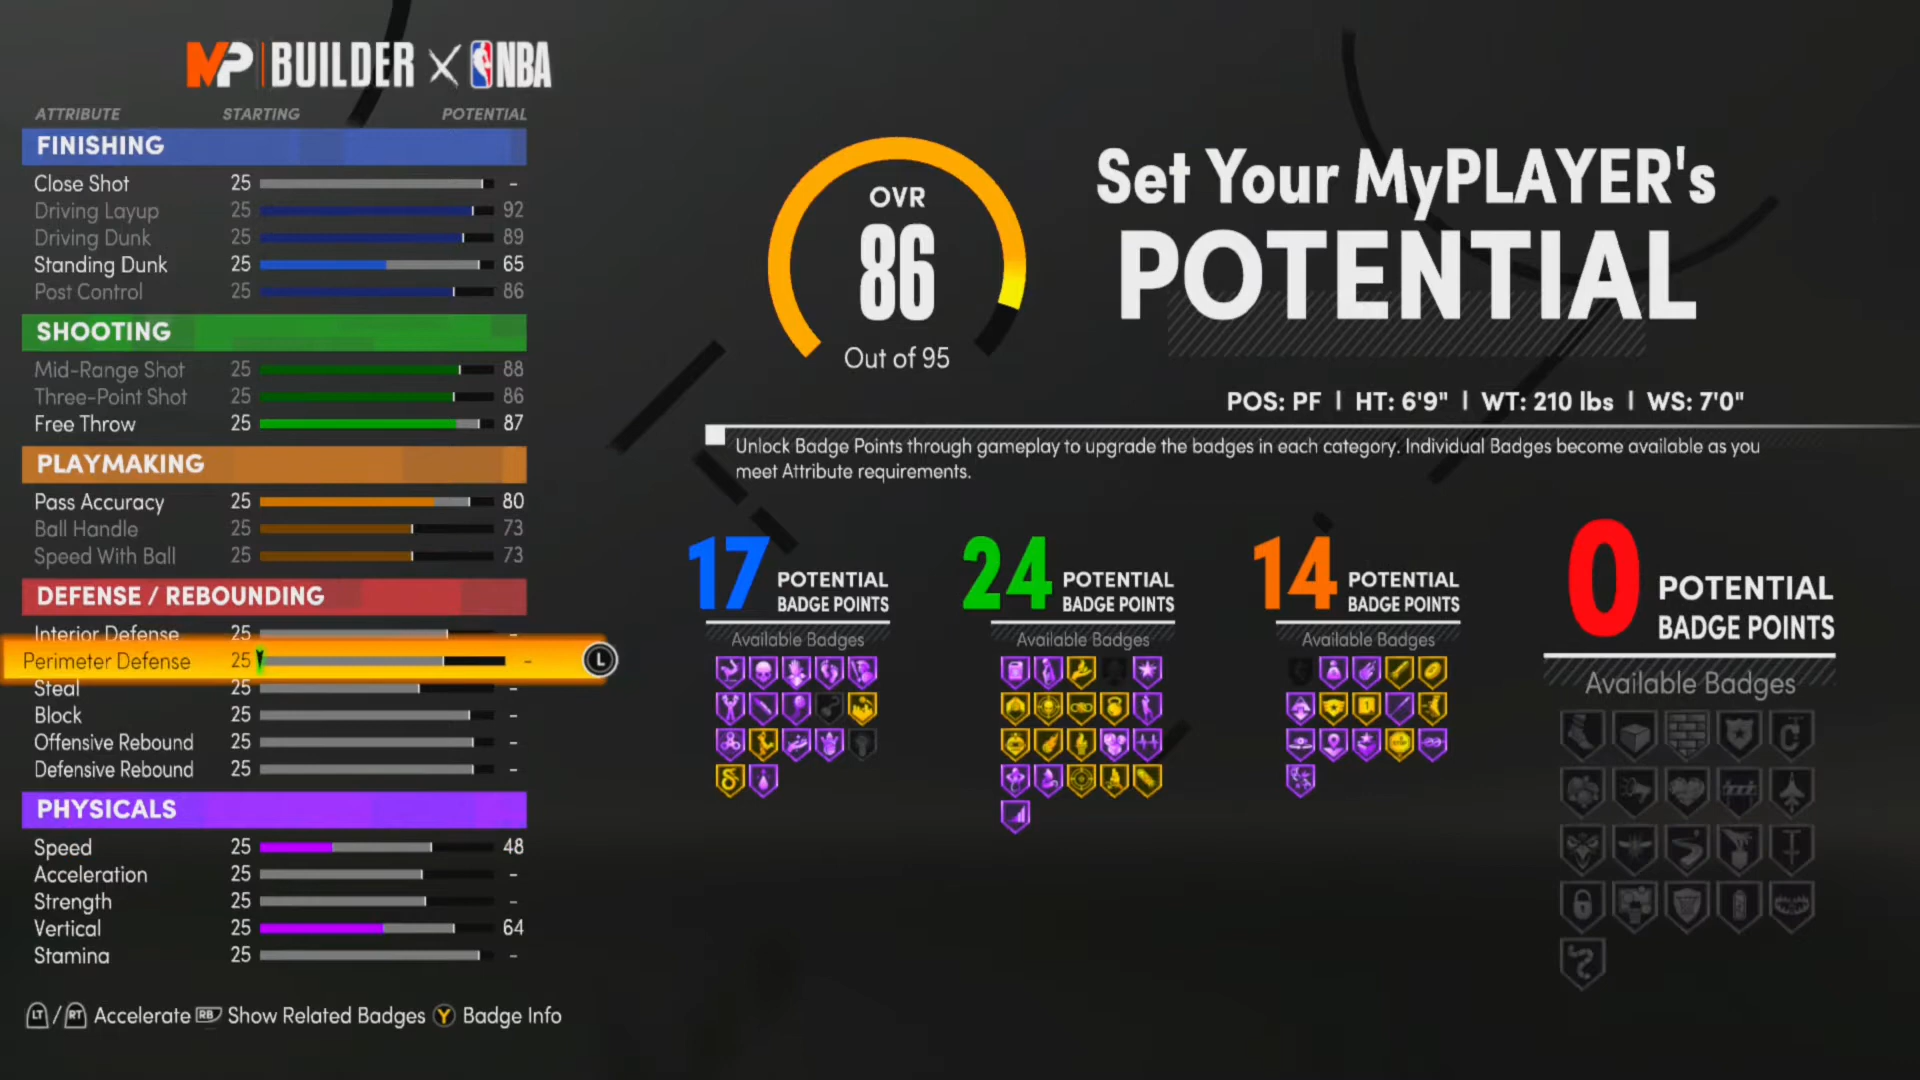 MP BUILDER X NBA
ATTRIBUTE STARTING POTENTIAL
FINISHING
Close Shot 25 -
Driving Layup 25 92
Driving Dunk 25 89
Standing Dunk 25 65
Post Control 25 86
SHOOTING
Mid-Range Shot 25 88
Three-Point Shot 25 86
Free Throw 25 87
PLAYMAKING
Pass Accuracy 25 80
Ball Handle 25 73
Speed With Ball 25 73
DEFENSE / REBOUNDING
Interior Defense 25 -
Perimeter Defense 25 - L
Steal 25 -
Block 25 -
Offensive Rebound 25 -
Defensive Rebound 25 -
PHYSICALS
Speed 25 48
Acceleration 25 -
Strength 25 -
Vertical 25 64
Stamina 25 -
LT / RT Accelerate RB Show Related Badges Y Badge Info
OVR
86
Out of 95
Set Your MyPLAYER's
POTENTIAL
POS: PF | HT: 6'9" | WT: 210 lbs | WS: 7'0"
Unlock Badge Points through gameplay to upgrade the badges in each category. Individual Badges become available as you
meet Attribute requirements.
17 POTENTIAL
BADGE POINTS
Available Badges
24 POTENTIAL
BADGE POINTS
Available Badges
14 POTENTIAL
BADGE POINTS
Available Badges
0 POTENTIAL
BADGE POINTS
Available Badges